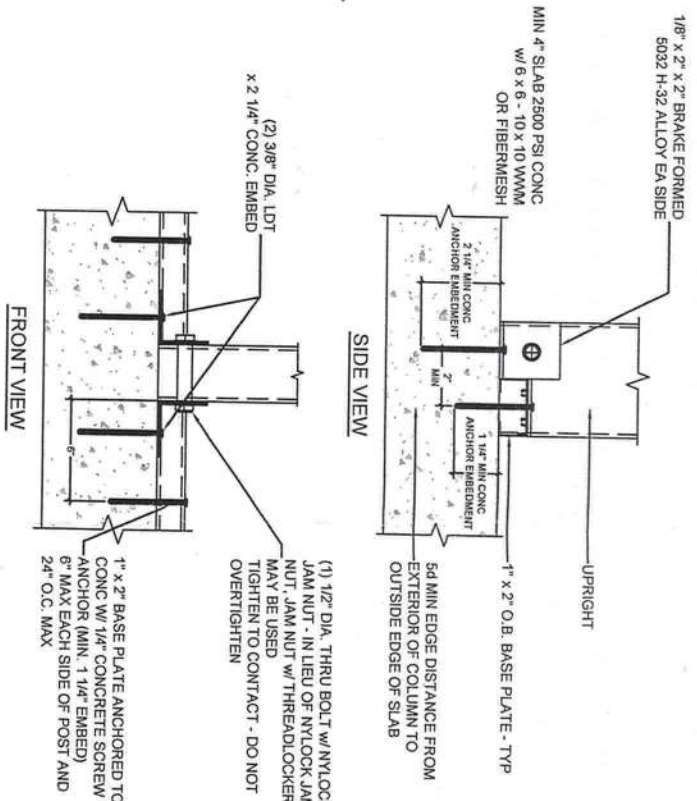 1/8" x 2" x 2" BRAKE FORMED
5032 H-32 ALLOY EA SIDE
MIN 4" SLAB 2500 PSI CONC
w/ 6 x 6 - 10 x 10 WWM
OR FIBERMESH
UPRIGHT
1" x 2" O.B. BASE PLATE - TYP
2 1/4" MIN CONC
ANCHOR EMBEDMENT
2"
MIN
1 1/4" MIN CONC
ANCHOR EMBEDMENT
5d MIN EDGE DISTANCE FROM
EXTERIOR OF COLUMN TO
OUTSIDE EDGE OF SLAB
SIDE VIEW
(2) 3/8" DIA. LDT
x 2 1/4" CONC. EMBED
(1) 1/2" DIA. THRU BOLT w/ NYLOC
JAM NUT - IN LIEU OF NYLOCK JAM
NUT, JAM NUT w/ THREADLOCKER
MAY BE USED
TIGHTEN TO CONTACT - DO NOT
OVERTIGHTEN
6"
1" x 2" BASE PLATE ANCHORED TO
CONC W/ 1/4" CONCRETE SCREW
ANCHOR (MIN. 1 1/4" EMBED)
6" MAX EACH SIDE OF POST AND
24" O.C. MAX
FRONT VIEW